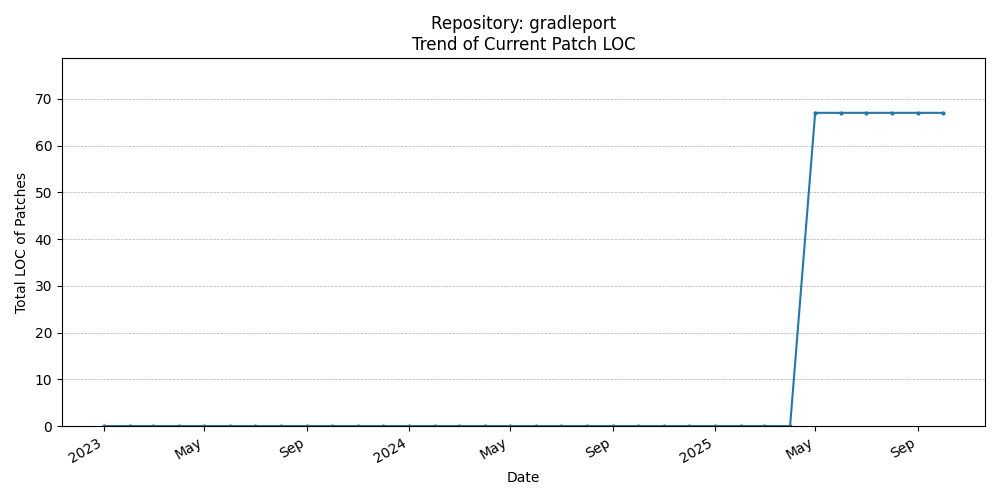 Repository: gradleport
Trend of Current Patch LOC
Total LOC of Patches
70
60
50
40
30
20
10
0
2023
May
Sep
2024
May
Sep
2025
May
Sep
Date